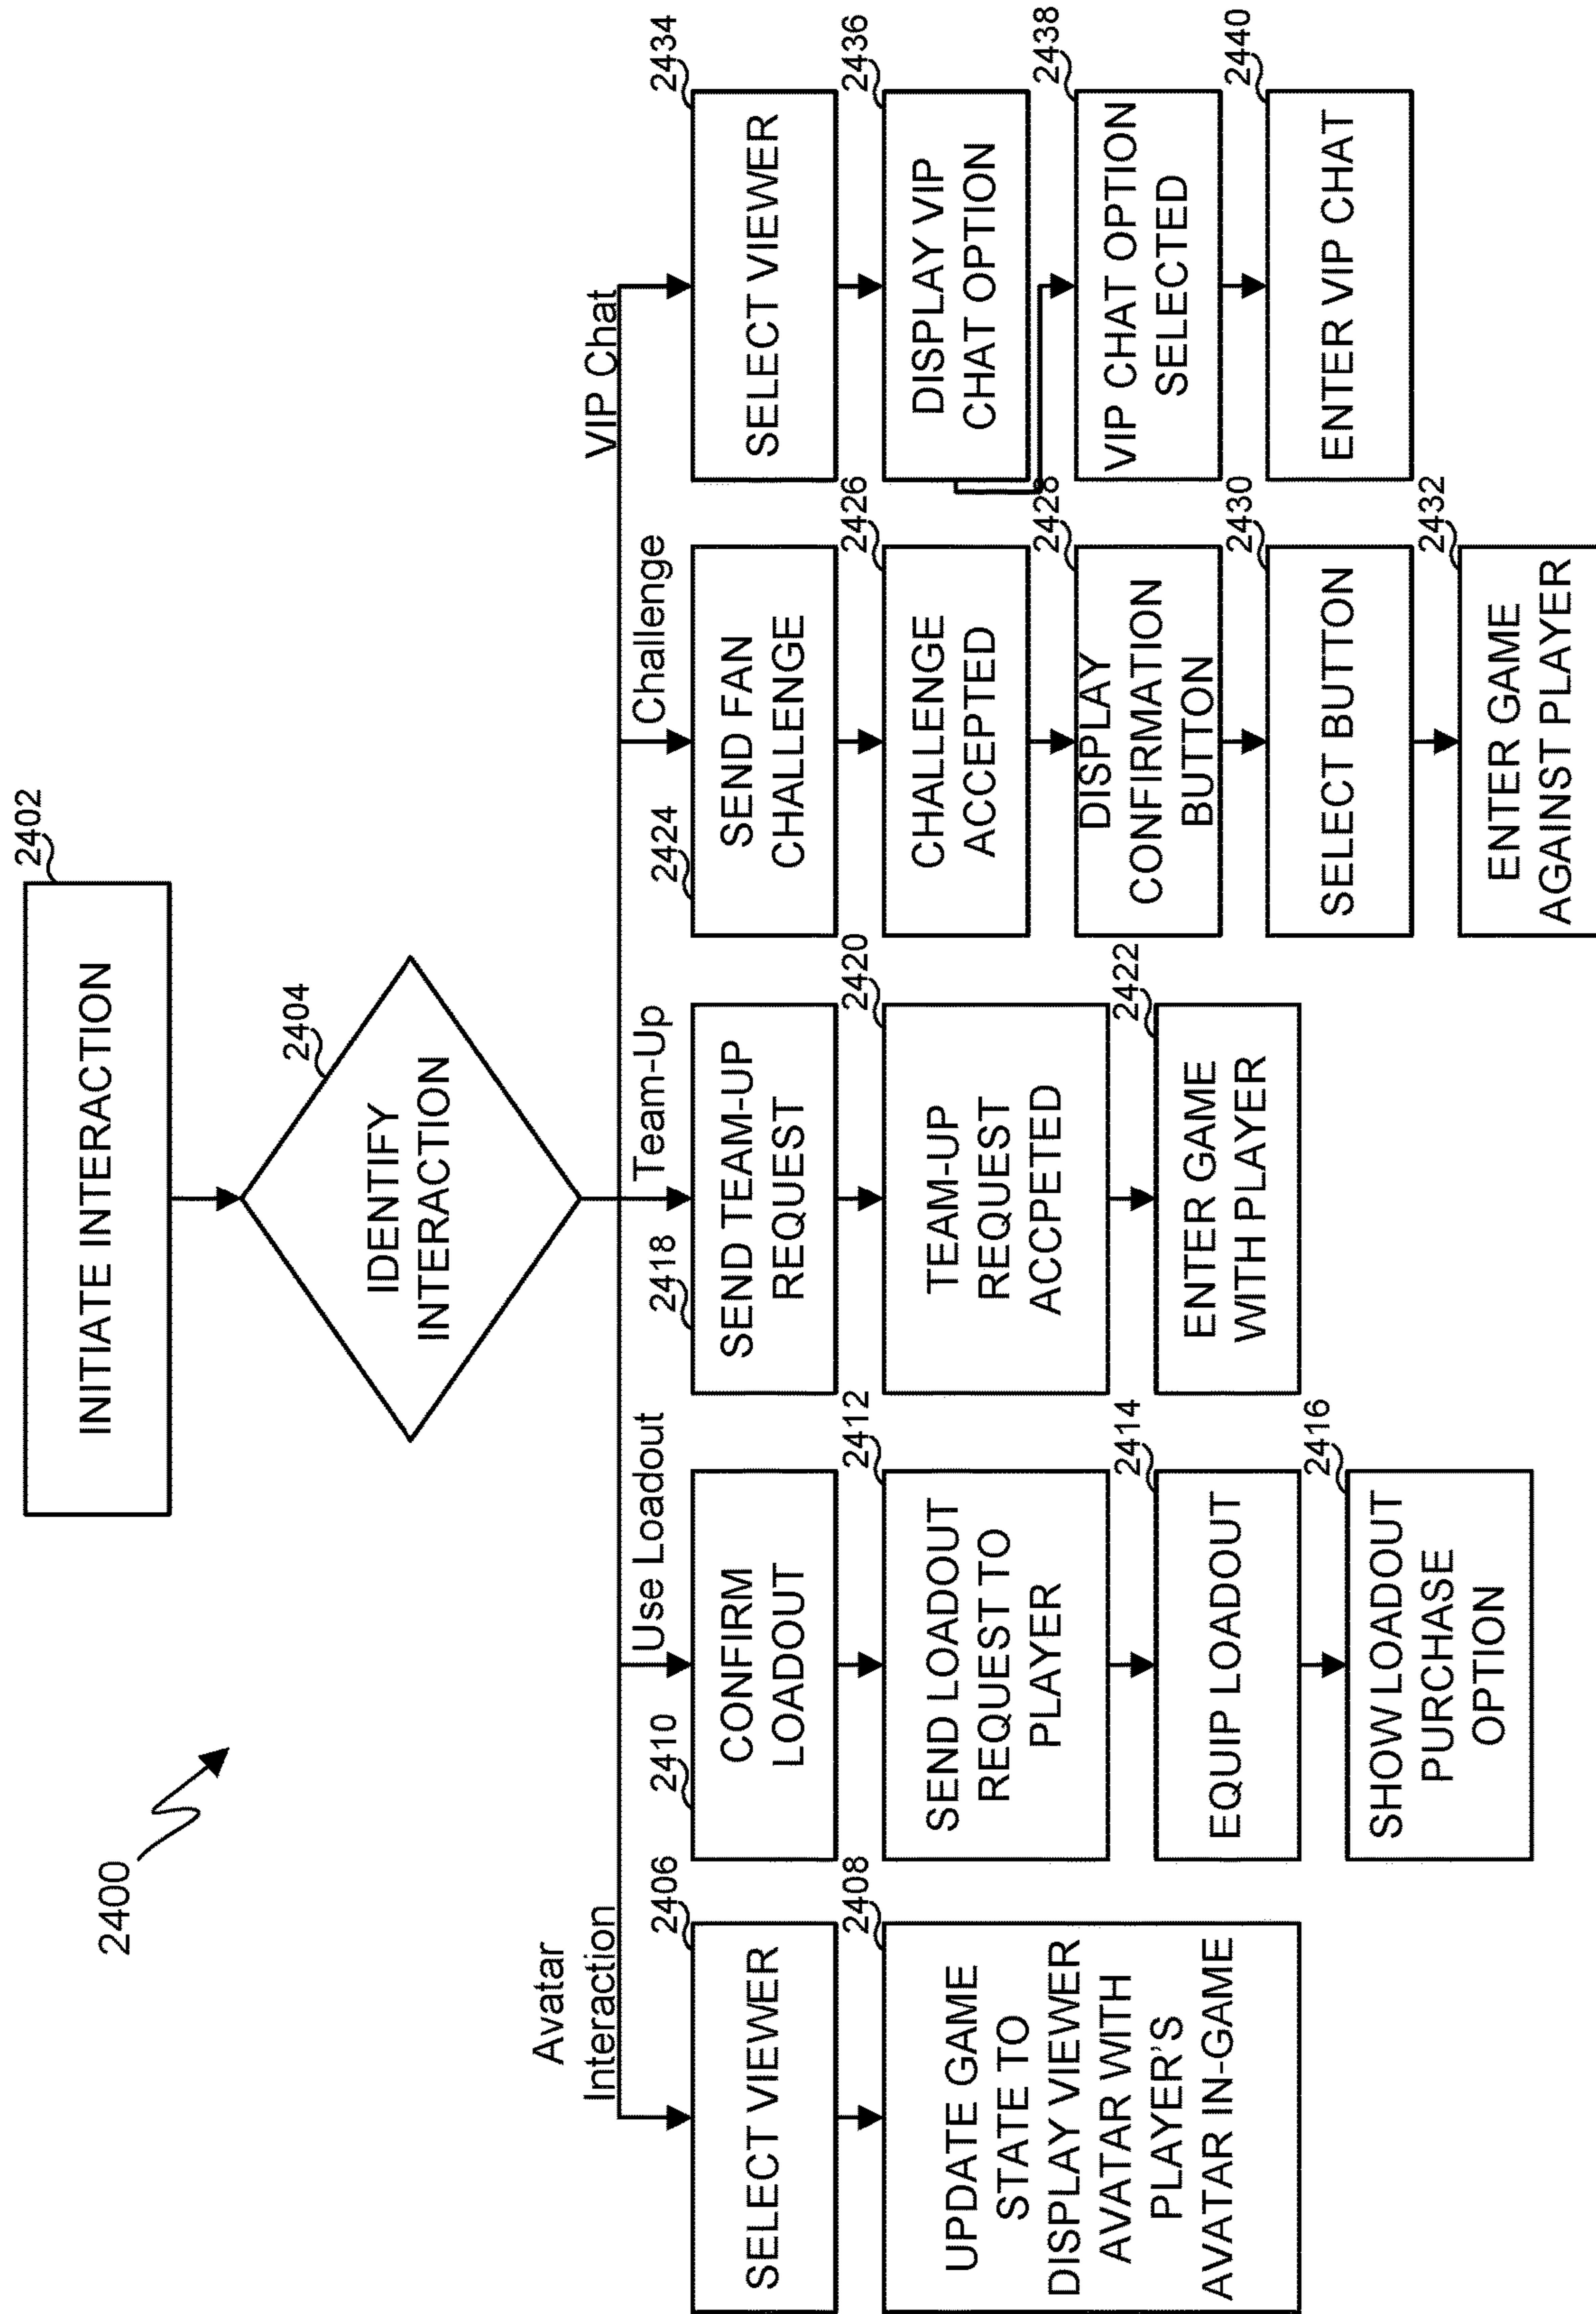 2400
INITIATE INTERACTION
2402
IDENTIFY
INTERACTION
2404
Avatar
Interaction
SELECT VIEWER
2406
UPDATE GAME
STATE TO
DISPLAY VIEWER
AVATAR WITH
PLAYER'S
AVATAR IN-GAME
2408
Use Loadout
2410
CONFIRM
LOADOUT
SEND LOADOUT
REQUEST TO
PLAYER
2412
EQUIP LOADOUT
2414
SHOW LOADOUT
PURCHASE
OPTION
2416
Team-Up
2418
SEND TEAM-UP
REQUEST
TEAM-UP
REQUEST
ACCPETED
2420
ENTER GAME
WITH PLAYER
2422
Challenge
2424
SEND FAN
CHALLENGE
CHALLENGE
ACCEPTED
2426
DISPLAY
CONFIRMATION
BUTTON
2428
SELECT BUTTON
2430
ENTER GAME
AGAINST PLAYER
2432
VIP Chat
SELECT VIEWER
2434
DISPLAY VIP
CHAT OPTION
2436
VIP CHAT OPTION
SELECTED
2438
ENTER VIP CHAT
2440